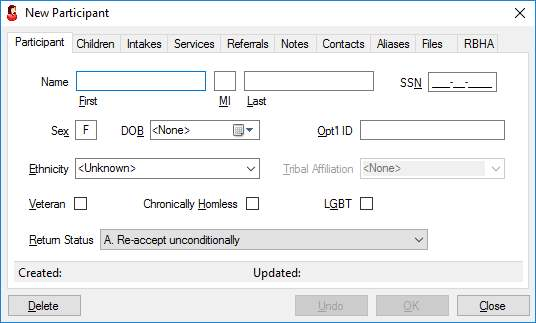 New Participant
Participant Children Intakes Services Referrals Notes Contacts Aliases Files RBHA
Name SSN ___-__-____
First MI Last
Sex F DOB <None> Opt1 ID
Ethnicity <Unknown> Tribal Affiliation <None>
Veteran Chronically Homless LGBT
Return Status A. Re-accept unconditionally
Created: Updated:
Delete Undo OK Close